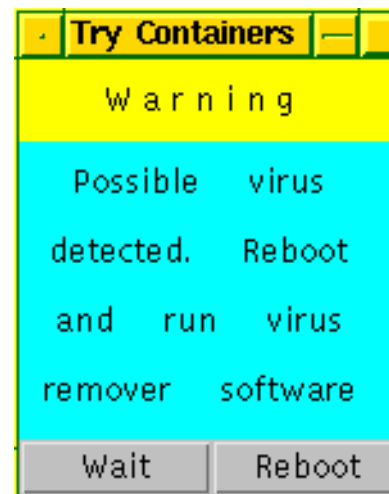 Try Containers
Warning
Possible virus
detected. Reboot
and run virus
remover software
Wait Reboot